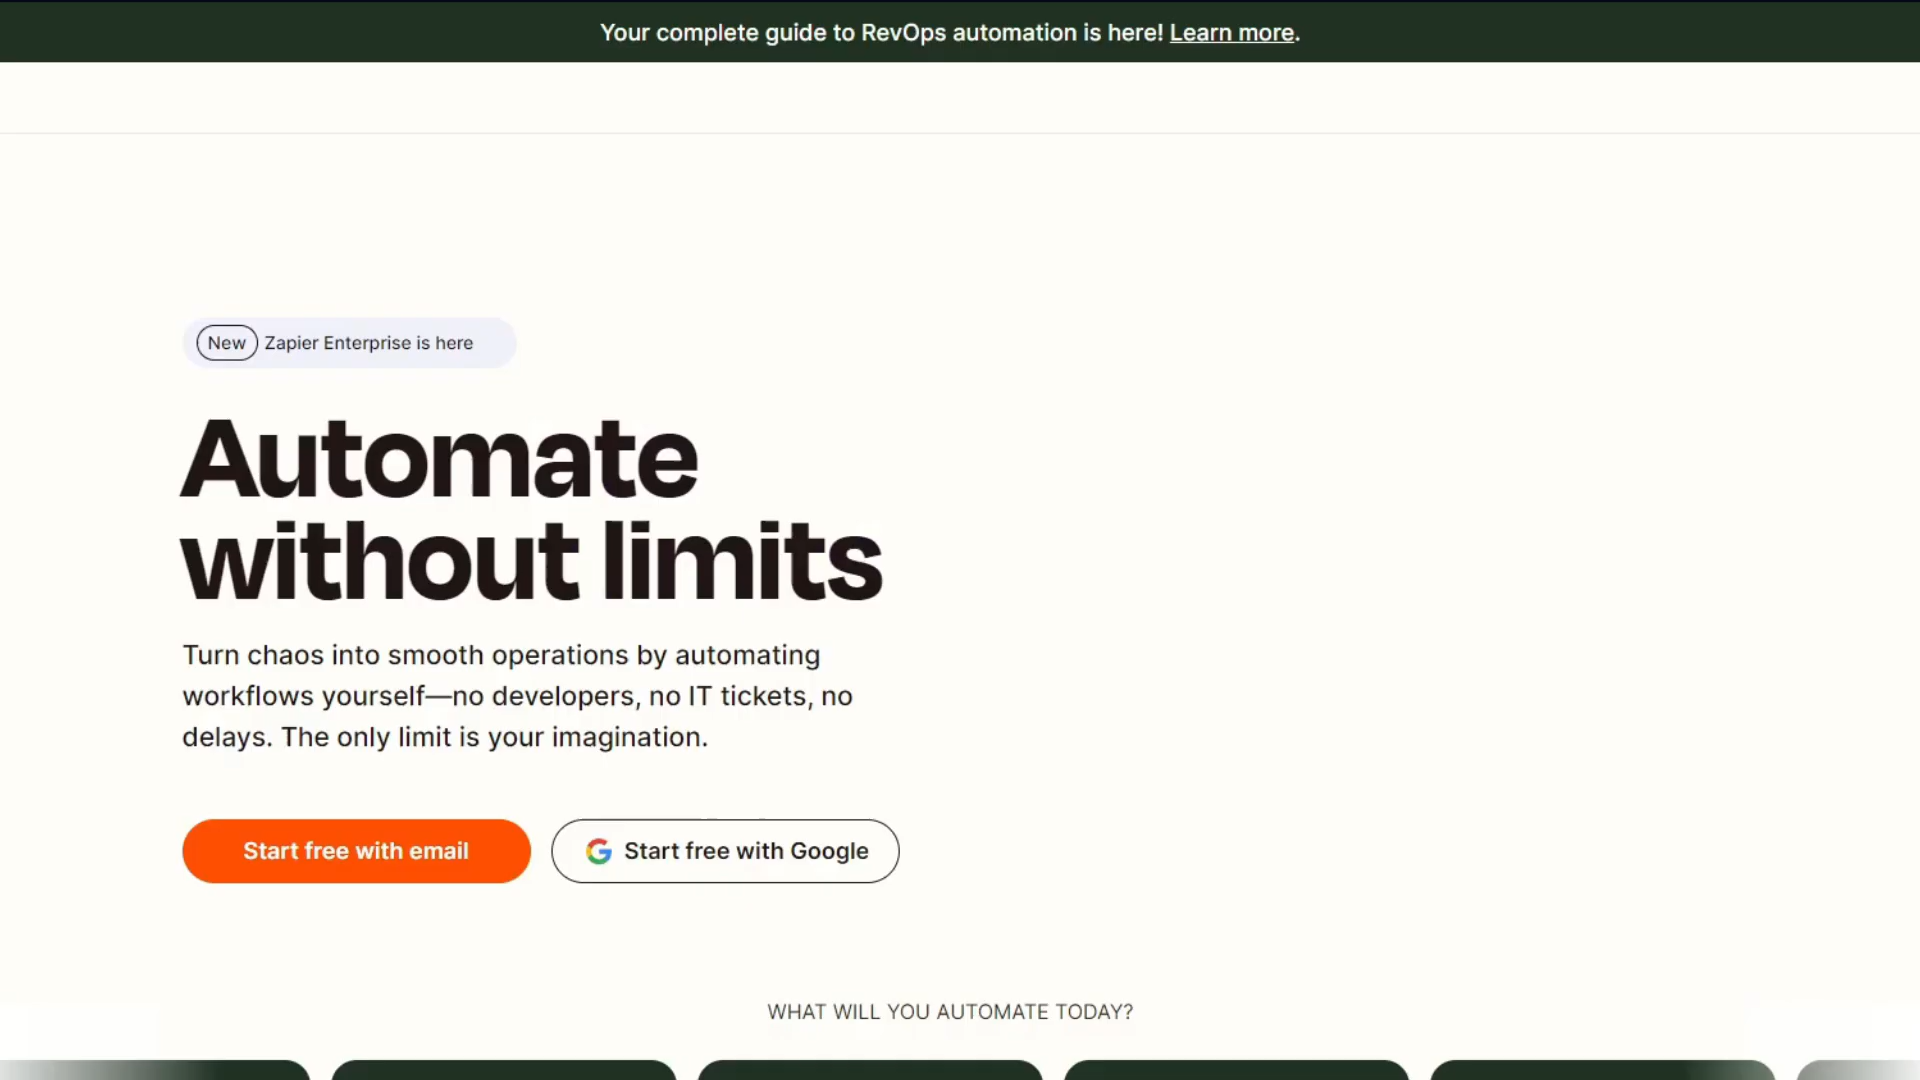 Your complete guide to RevOps automation is here! Learn more.
New Zapier Enterprise is here
Automate
without limits
Turn chaos into smooth operations by automating
workflows yourself—no developers, no IT tickets, no
delays. The only limit is your imagination.
Start free with email
Start free with Google
WHAT WILL YOU AUTOMATE TODAY?